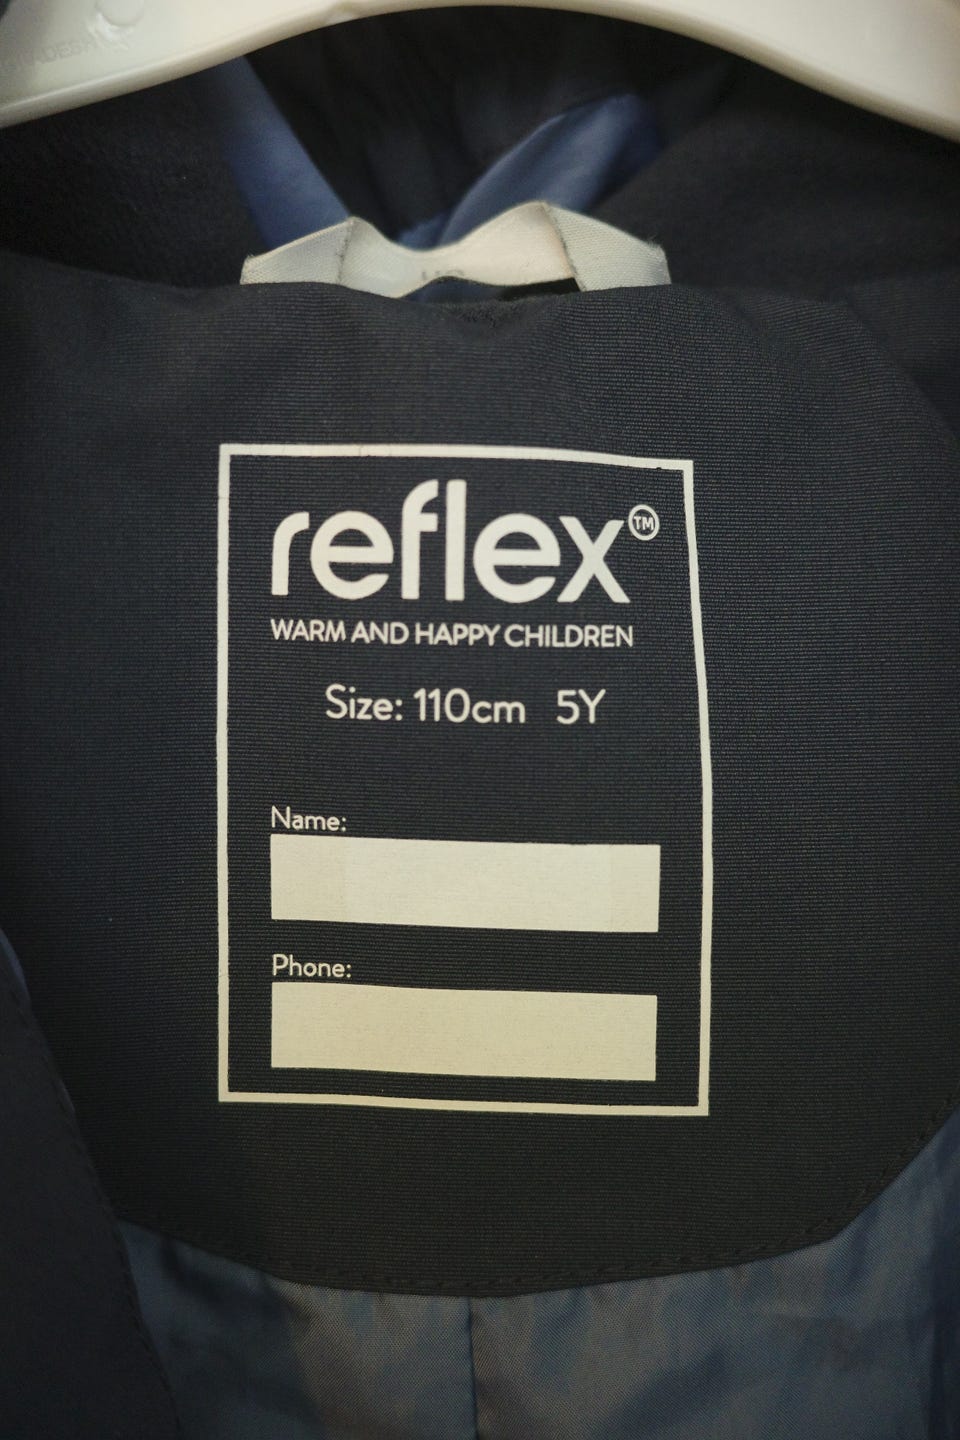 reflex™
WARM AND HAPPY CHILDREN
Size: 110cm 5Y
Name:
Phone: